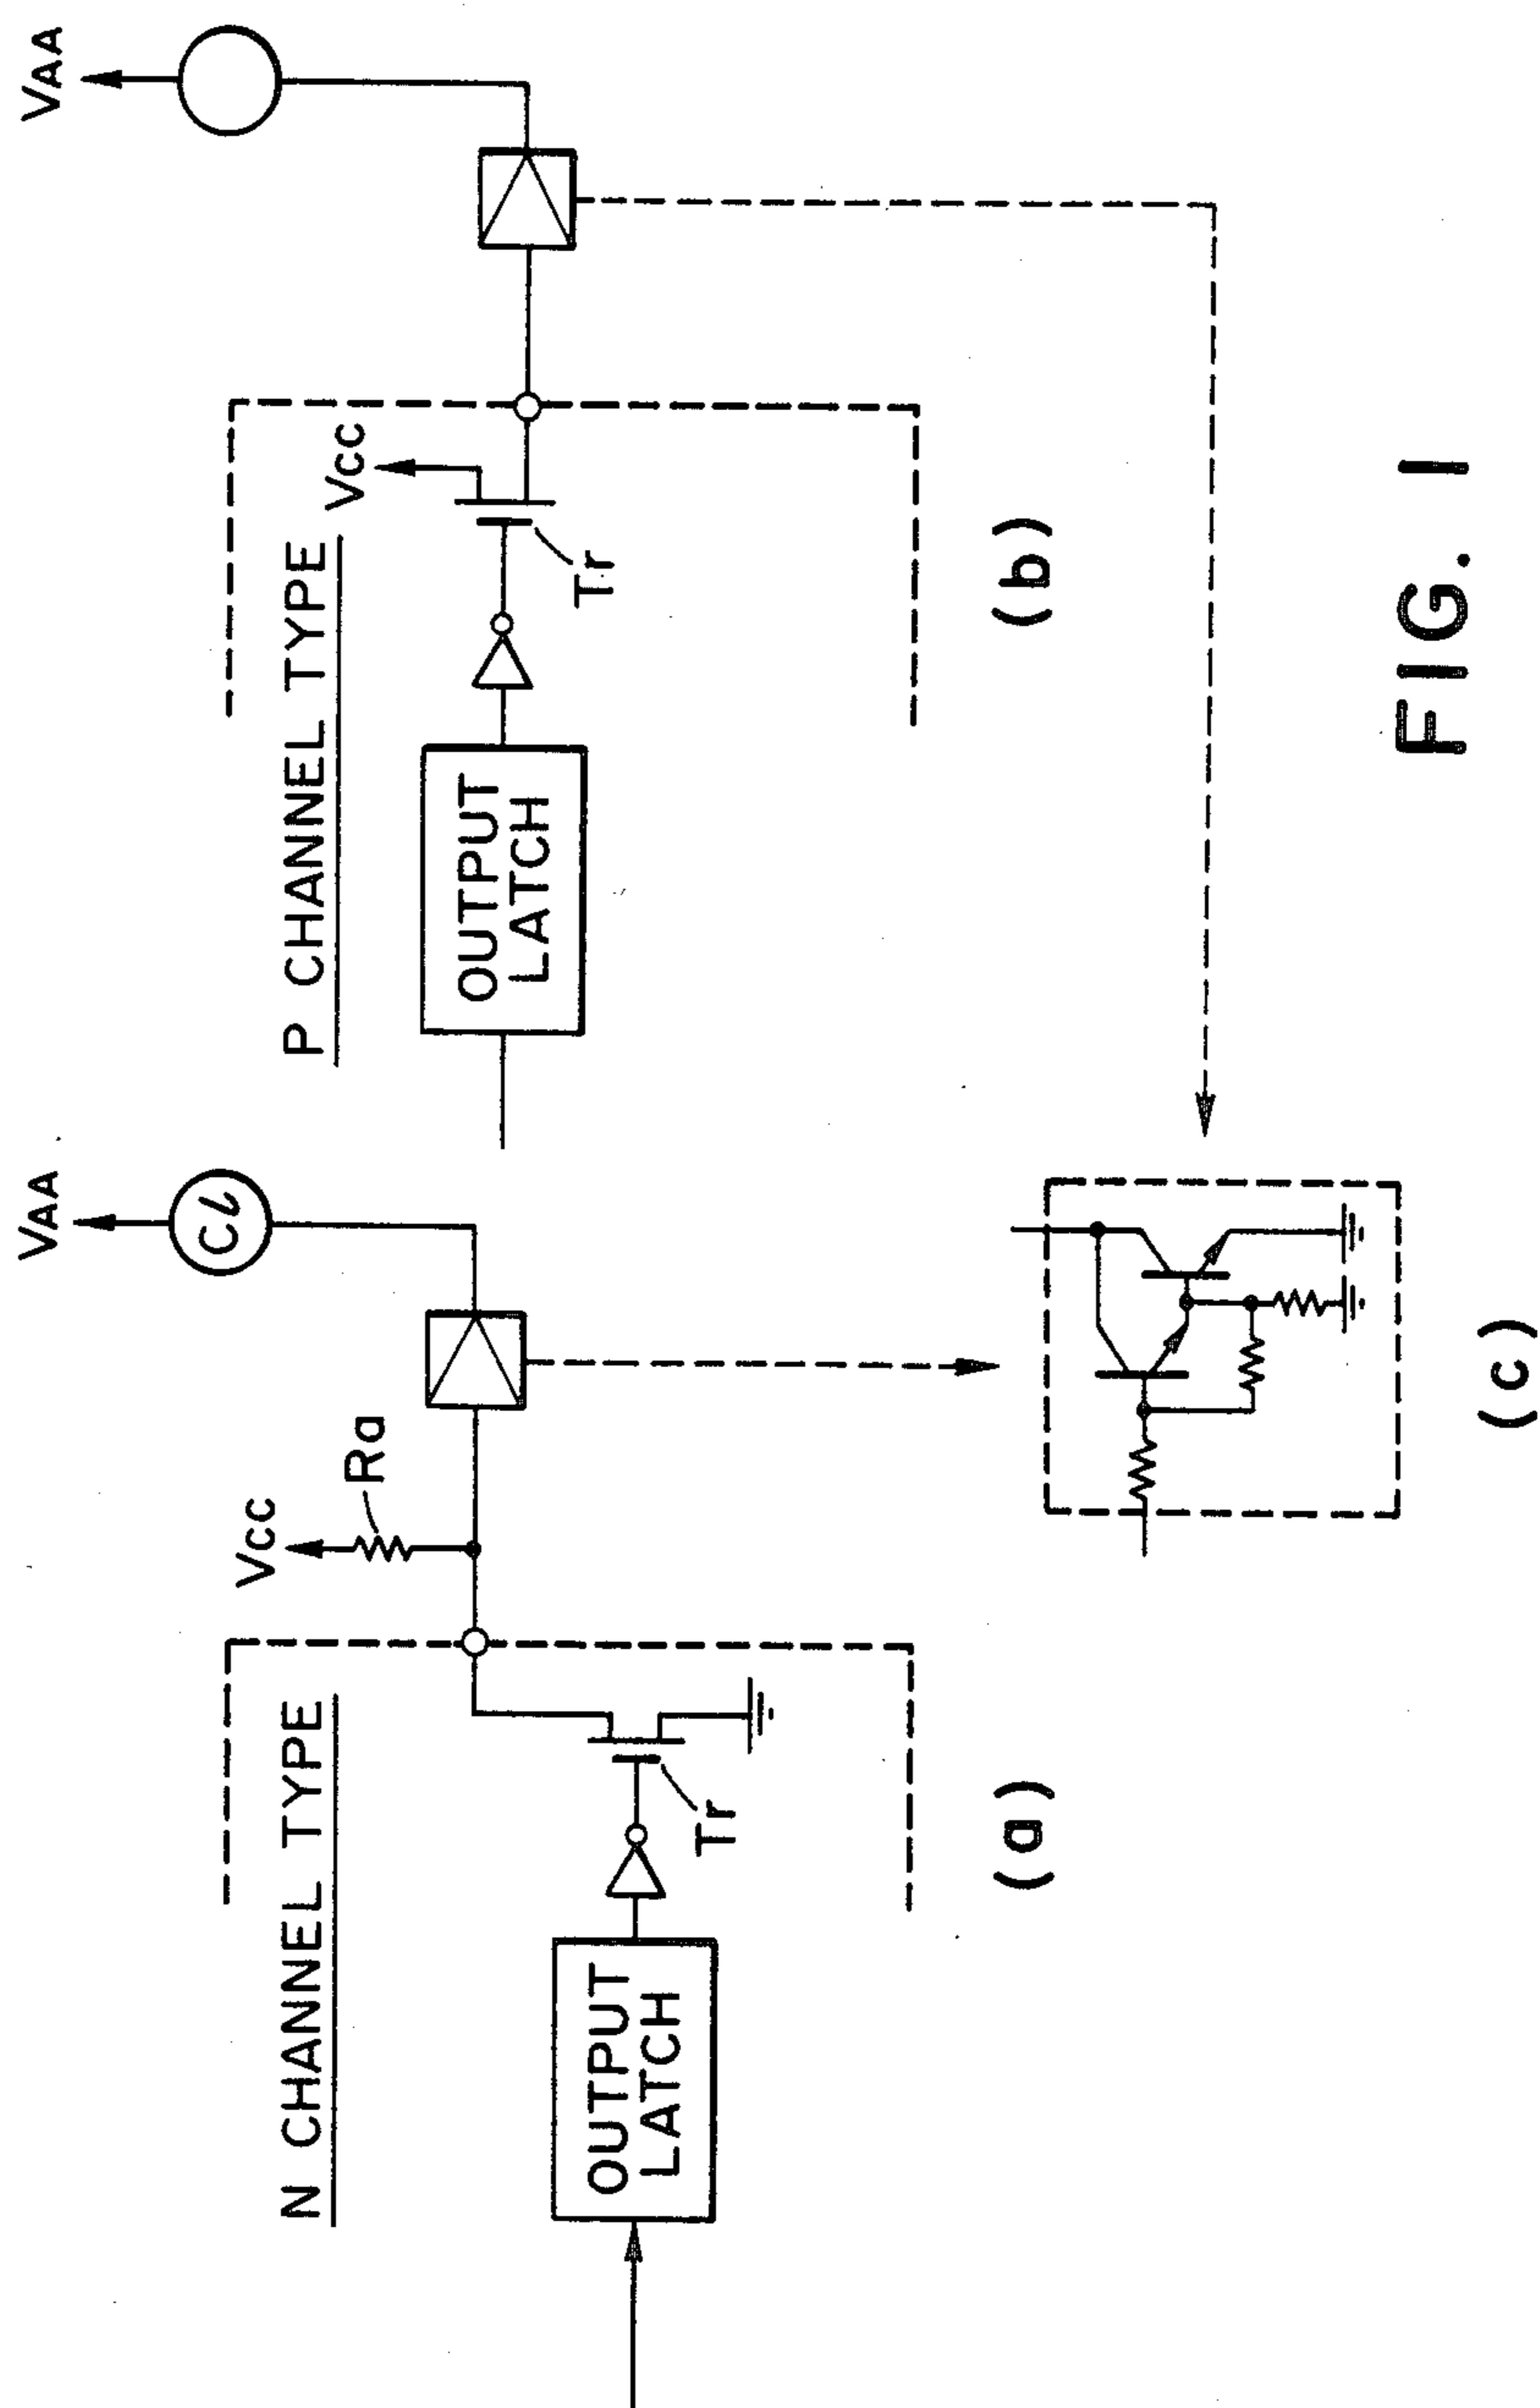 N CHANNEL TYPE
OUTPUT
LATCH
Tr
Vcc
Ra
Cl
VAA
(a)
P CHANNEL TYPE
OUTPUT
LATCH
Tr
Vcc
VAA
(b)
(c)
FIG. 1